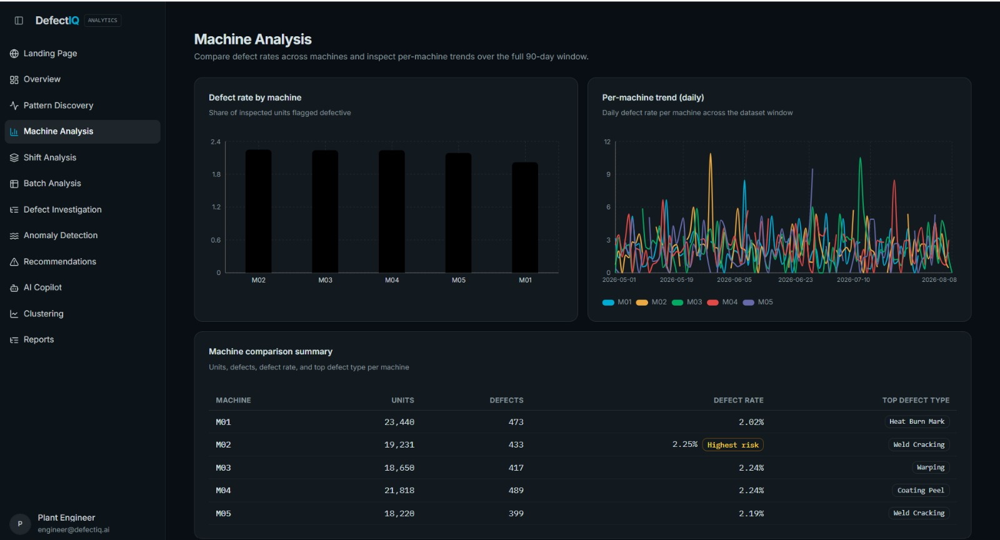 DefectIQ ANALYTICS
Landing Page
Overview
Pattern Discovery
Machine Analysis
Shift Analysis
Batch Analysis
Defect Investigation
Anomaly Detection
Recommendations
AI Copilot
Clustering
Reports
P
Plant Engineer
engineer@defectiq.ai
Machine Analysis
Compare defect rates across machines and inspect per-machine trends over the full 90-day window.
Defect rate by machine
Share of inspected units flagged defective
2.4
1.8
1.2
0.6
0
M02 M03 M04 M05 M01
Per-machine trend (daily)
Daily defect rate per machine across the dataset window
12
9
6
3
0
2026-05-01 2026-05-19 2026-06-05 2026-06-23 2026-07-10 2026-08-08
M01 M02 M03 M04 M05
Machine comparison summary
Units, defects, defect rate, and top defect type per machine
MACHINE UNITS DEFECTS DEFECT RATE TOP DEFECT TYPE
M01 23,440 473 2.02% Heat Burn Mark
M02 19,231 433 2.25% Highest risk Weld Cracking
M03 18,650 417 2.24% Warping
M04 21,818 489 2.24% Coating Peel
M05 18,220 399 2.19% Weld Cracking